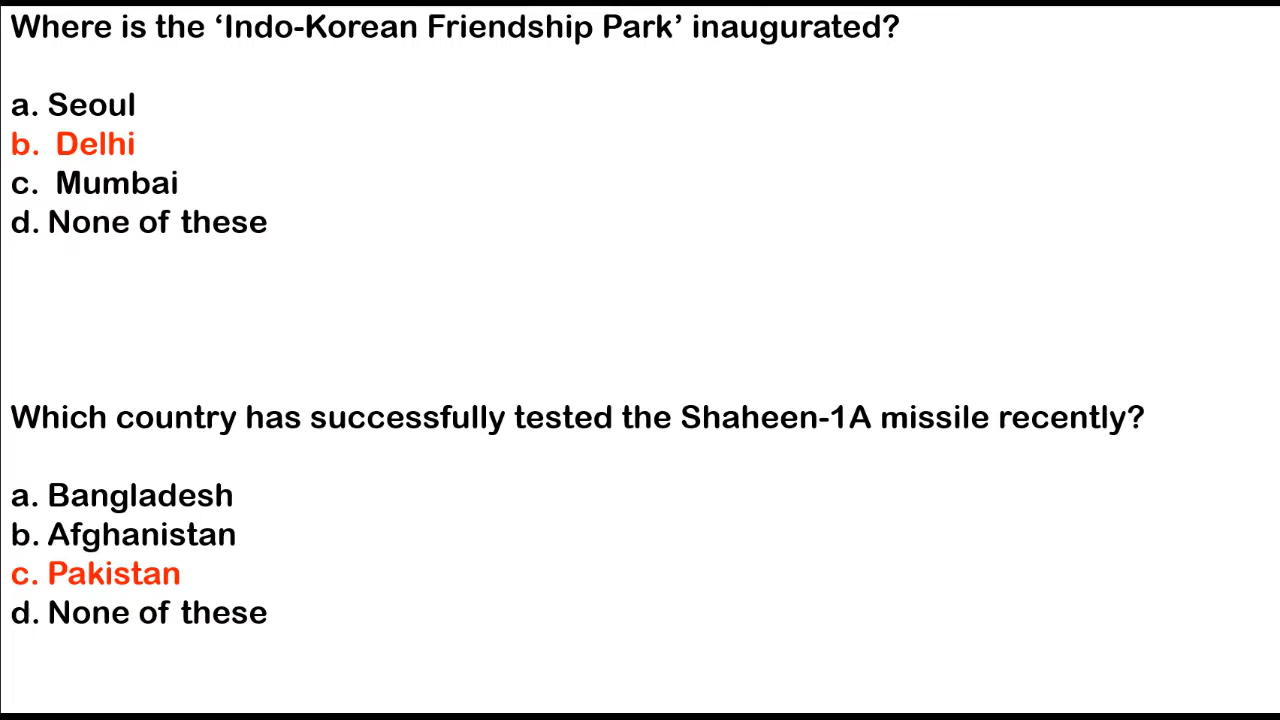 Where is the ‘Indo-Korean Friendship Park’ inaugurated?
a. Seoul
b. Delhi
c. Mumbai
d. None of these
Which country has successfully tested the Shaheen-1A missile recently?
a. Bangladesh
b. Afghanistan
c. Pakistan
d. None of these